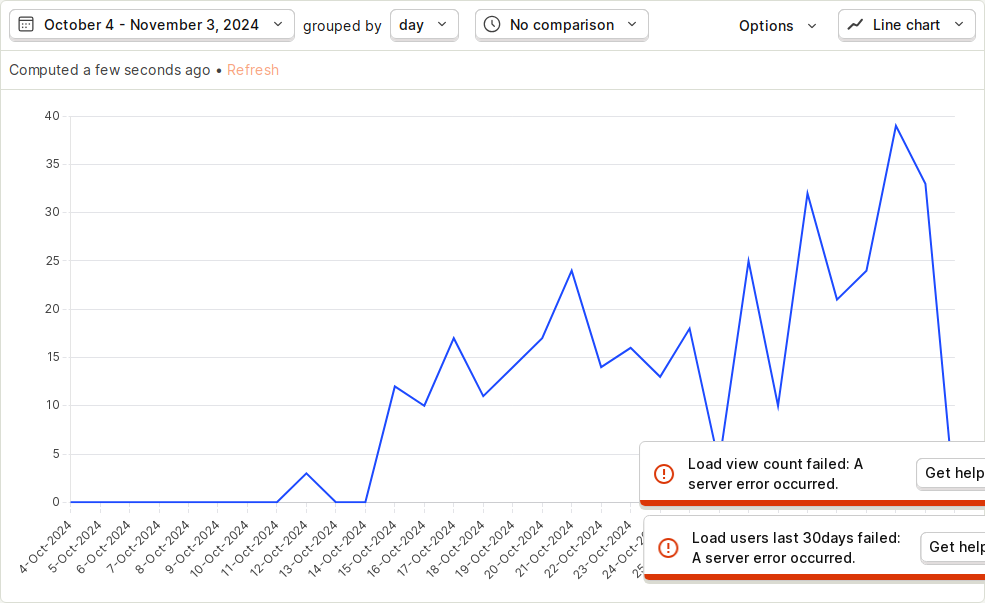 October 4 - November 3, 2024
grouped by
day
No comparison
Options
Line chart
Computed a few seconds ago • Refresh
40
35
30
25
20
15
10
5
0
4-Oct-2024
5-Oct-2024
6-Oct-2024
7-Oct-2024
8-Oct-2024
9-Oct-2024
10-Oct-2024
11-Oct-2024
12-Oct-2024
13-Oct-2024
14-Oct-2024
15-Oct-2024
16-Oct-2024
17-Oct-2024
18-Oct-2024
19-Oct-2024
20-Oct-2024
21-Oct-2024
22-Oct-2024
23-Oct-2024
24-Oct-2024
Load view count failed: A
server error occurred.
Get help
Load users last 30days failed:
A server error occurred.
Get help